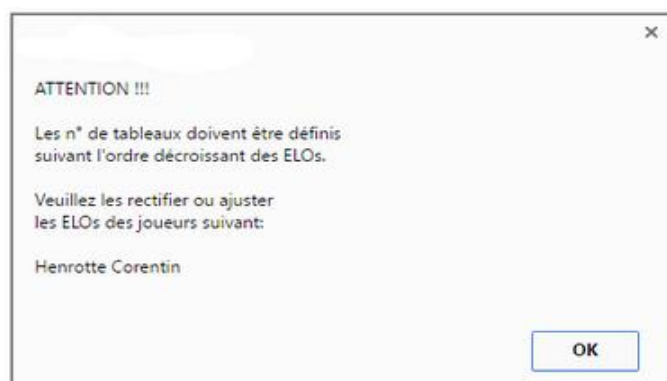 ATTENTION !!!
Les n° de tableaux doivent être définis
suivant l'ordre décroissant des ELOs.
Veuillez les rectifier ou ajuster
les ELOs des joueurs suivant:
Henrotte Corentin
OK